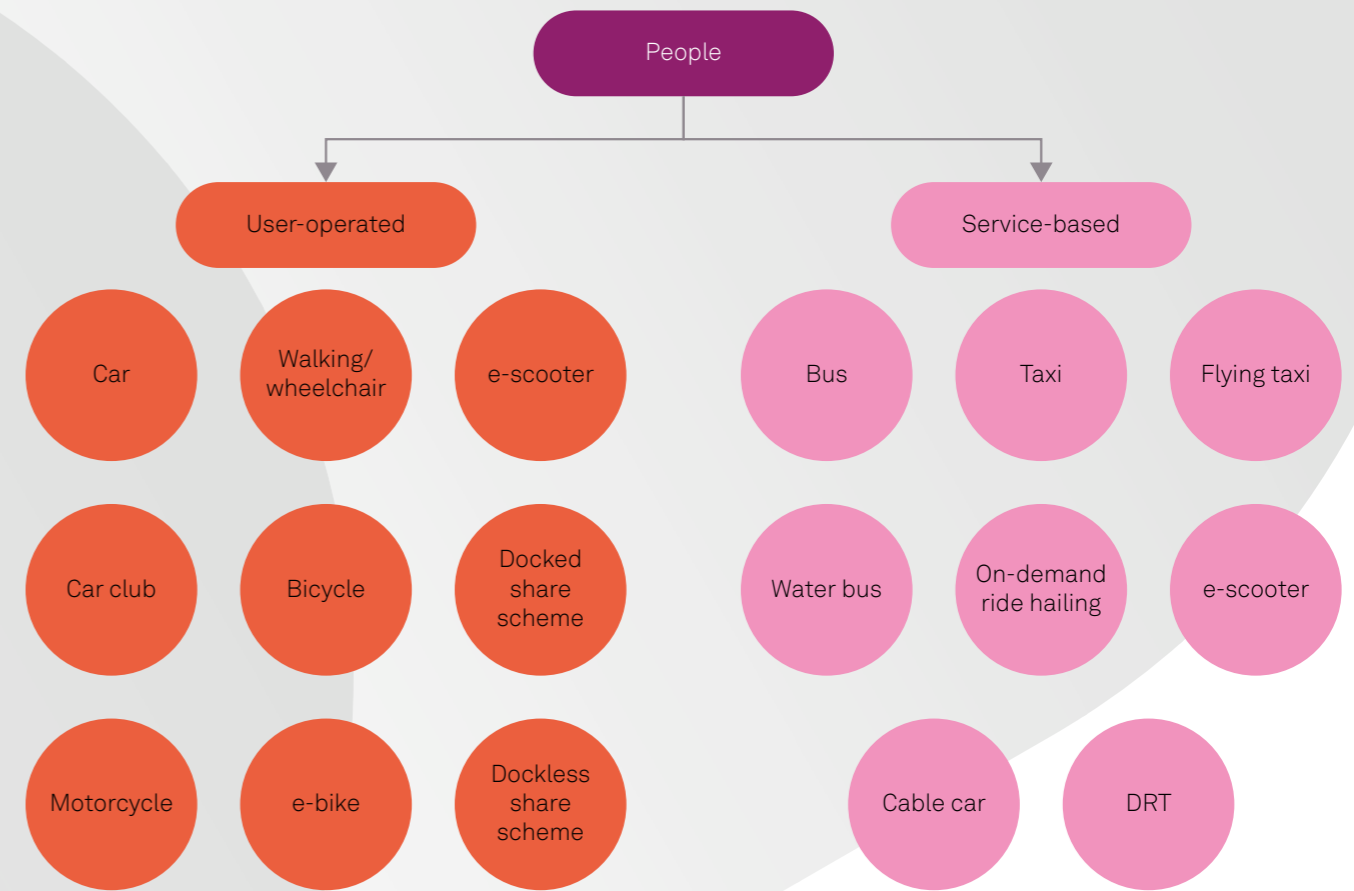 People
User-operated
Service-based
Car
Walking/
wheelchair
e-scooter
Bus
Taxi
Flying taxi
Car club
Bicycle
Docked
share
scheme
Water bus
On-demand
ride hailing
e-scooter
Motorcycle
e-bike
Dockless
share
scheme
Cable car
DRT